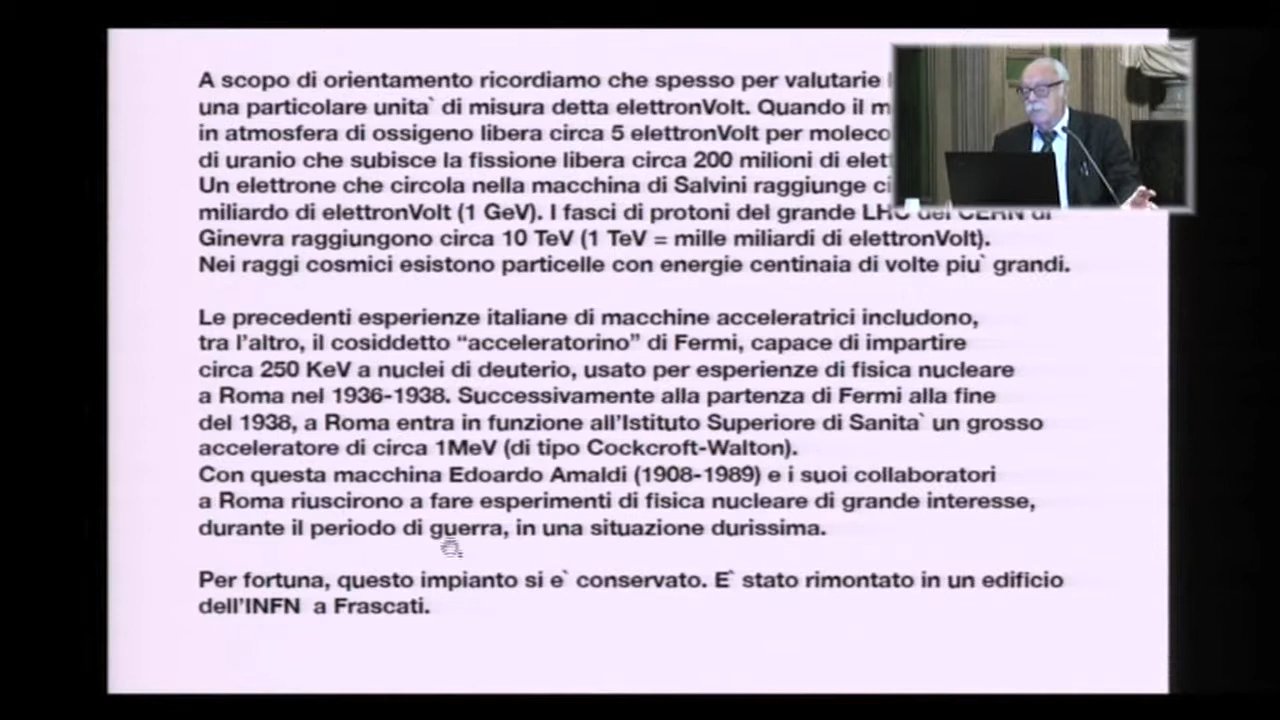 A scopo di orientamento ricordiamo che spesso per valutarie
una particolare unita` di misura detta elettronVolt. Quando il
in atmosfera di ossigeno libera circa 5 elettronVolt per
di uranio che subisce la fissione libera circa 200 milioni di
Un elettrone che circola nella macchina di Salvini raggiunge
miliardo di elettronVolt (1 GeV). I fasci di protoni del grande LHC del CERN di
Ginevra raggiungono circa 10 TeV (1 TeV = mille miliardi di elettronVolt).
Nei raggi cosmici esistono particelle con energie centinaia di volte piu` grandi.
Le precedenti esperienze italiane di macchine acceleratrici includono,
tra l'altro, il cosiddetto “acceleratorino” di Fermi, capace di impartire
circa 250 KeV a nuclei di deuterio, usato per esperienze di fisica nucleare
a Roma nel 1936-1938. Successivamente alla partenza di Fermi alla fine
del 1938, a Roma entra in funzione all'Istituto Superiore di Sanita` un grosso
acceleratore di circa 1MeV (di tipo Cockcroft-Walton).
Con questa macchina Edoardo Amaldi (1908-1989) e i suoi collaboratori
a Roma riuscirono a fare esperimenti di fisica nucleare di grande interesse,
durante il periodo di guerra, in una situazione durissima.
Per fortuna, questo impianto si e` conservato. E` stato rimontato in un edificio
dell'INFN a Frascati.